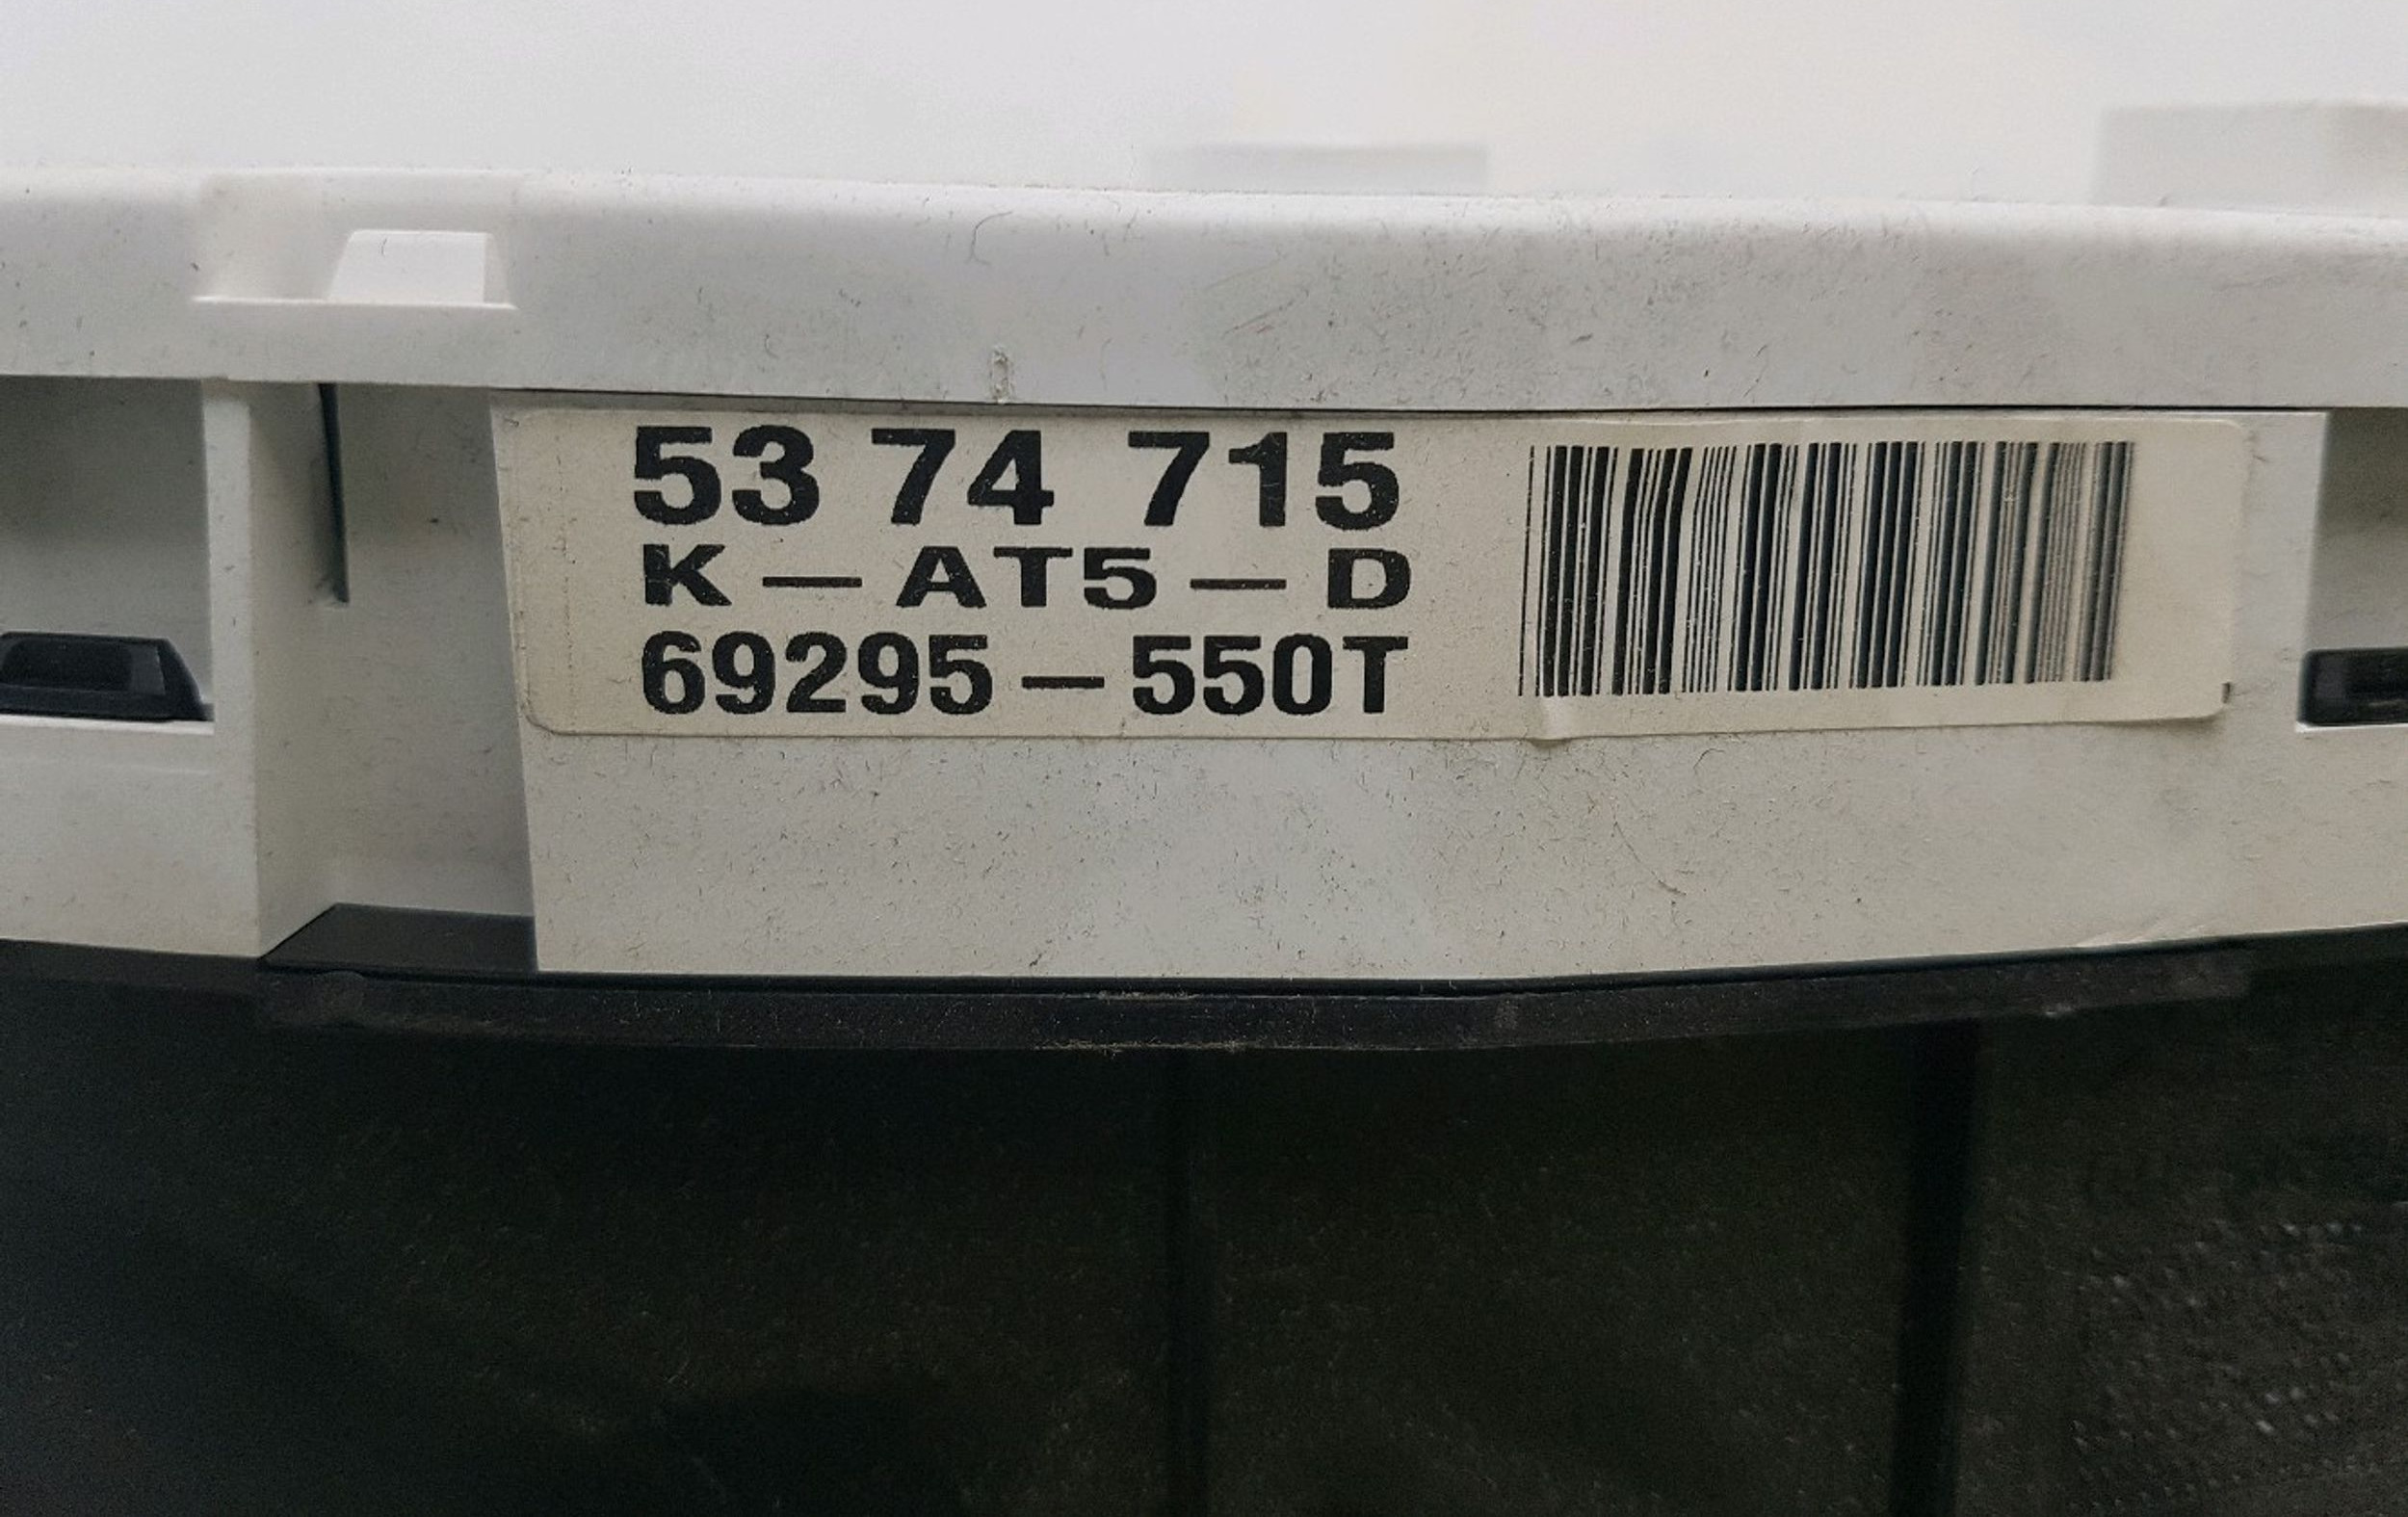 53 74 715
K — AT5 — D
69295 — 550T